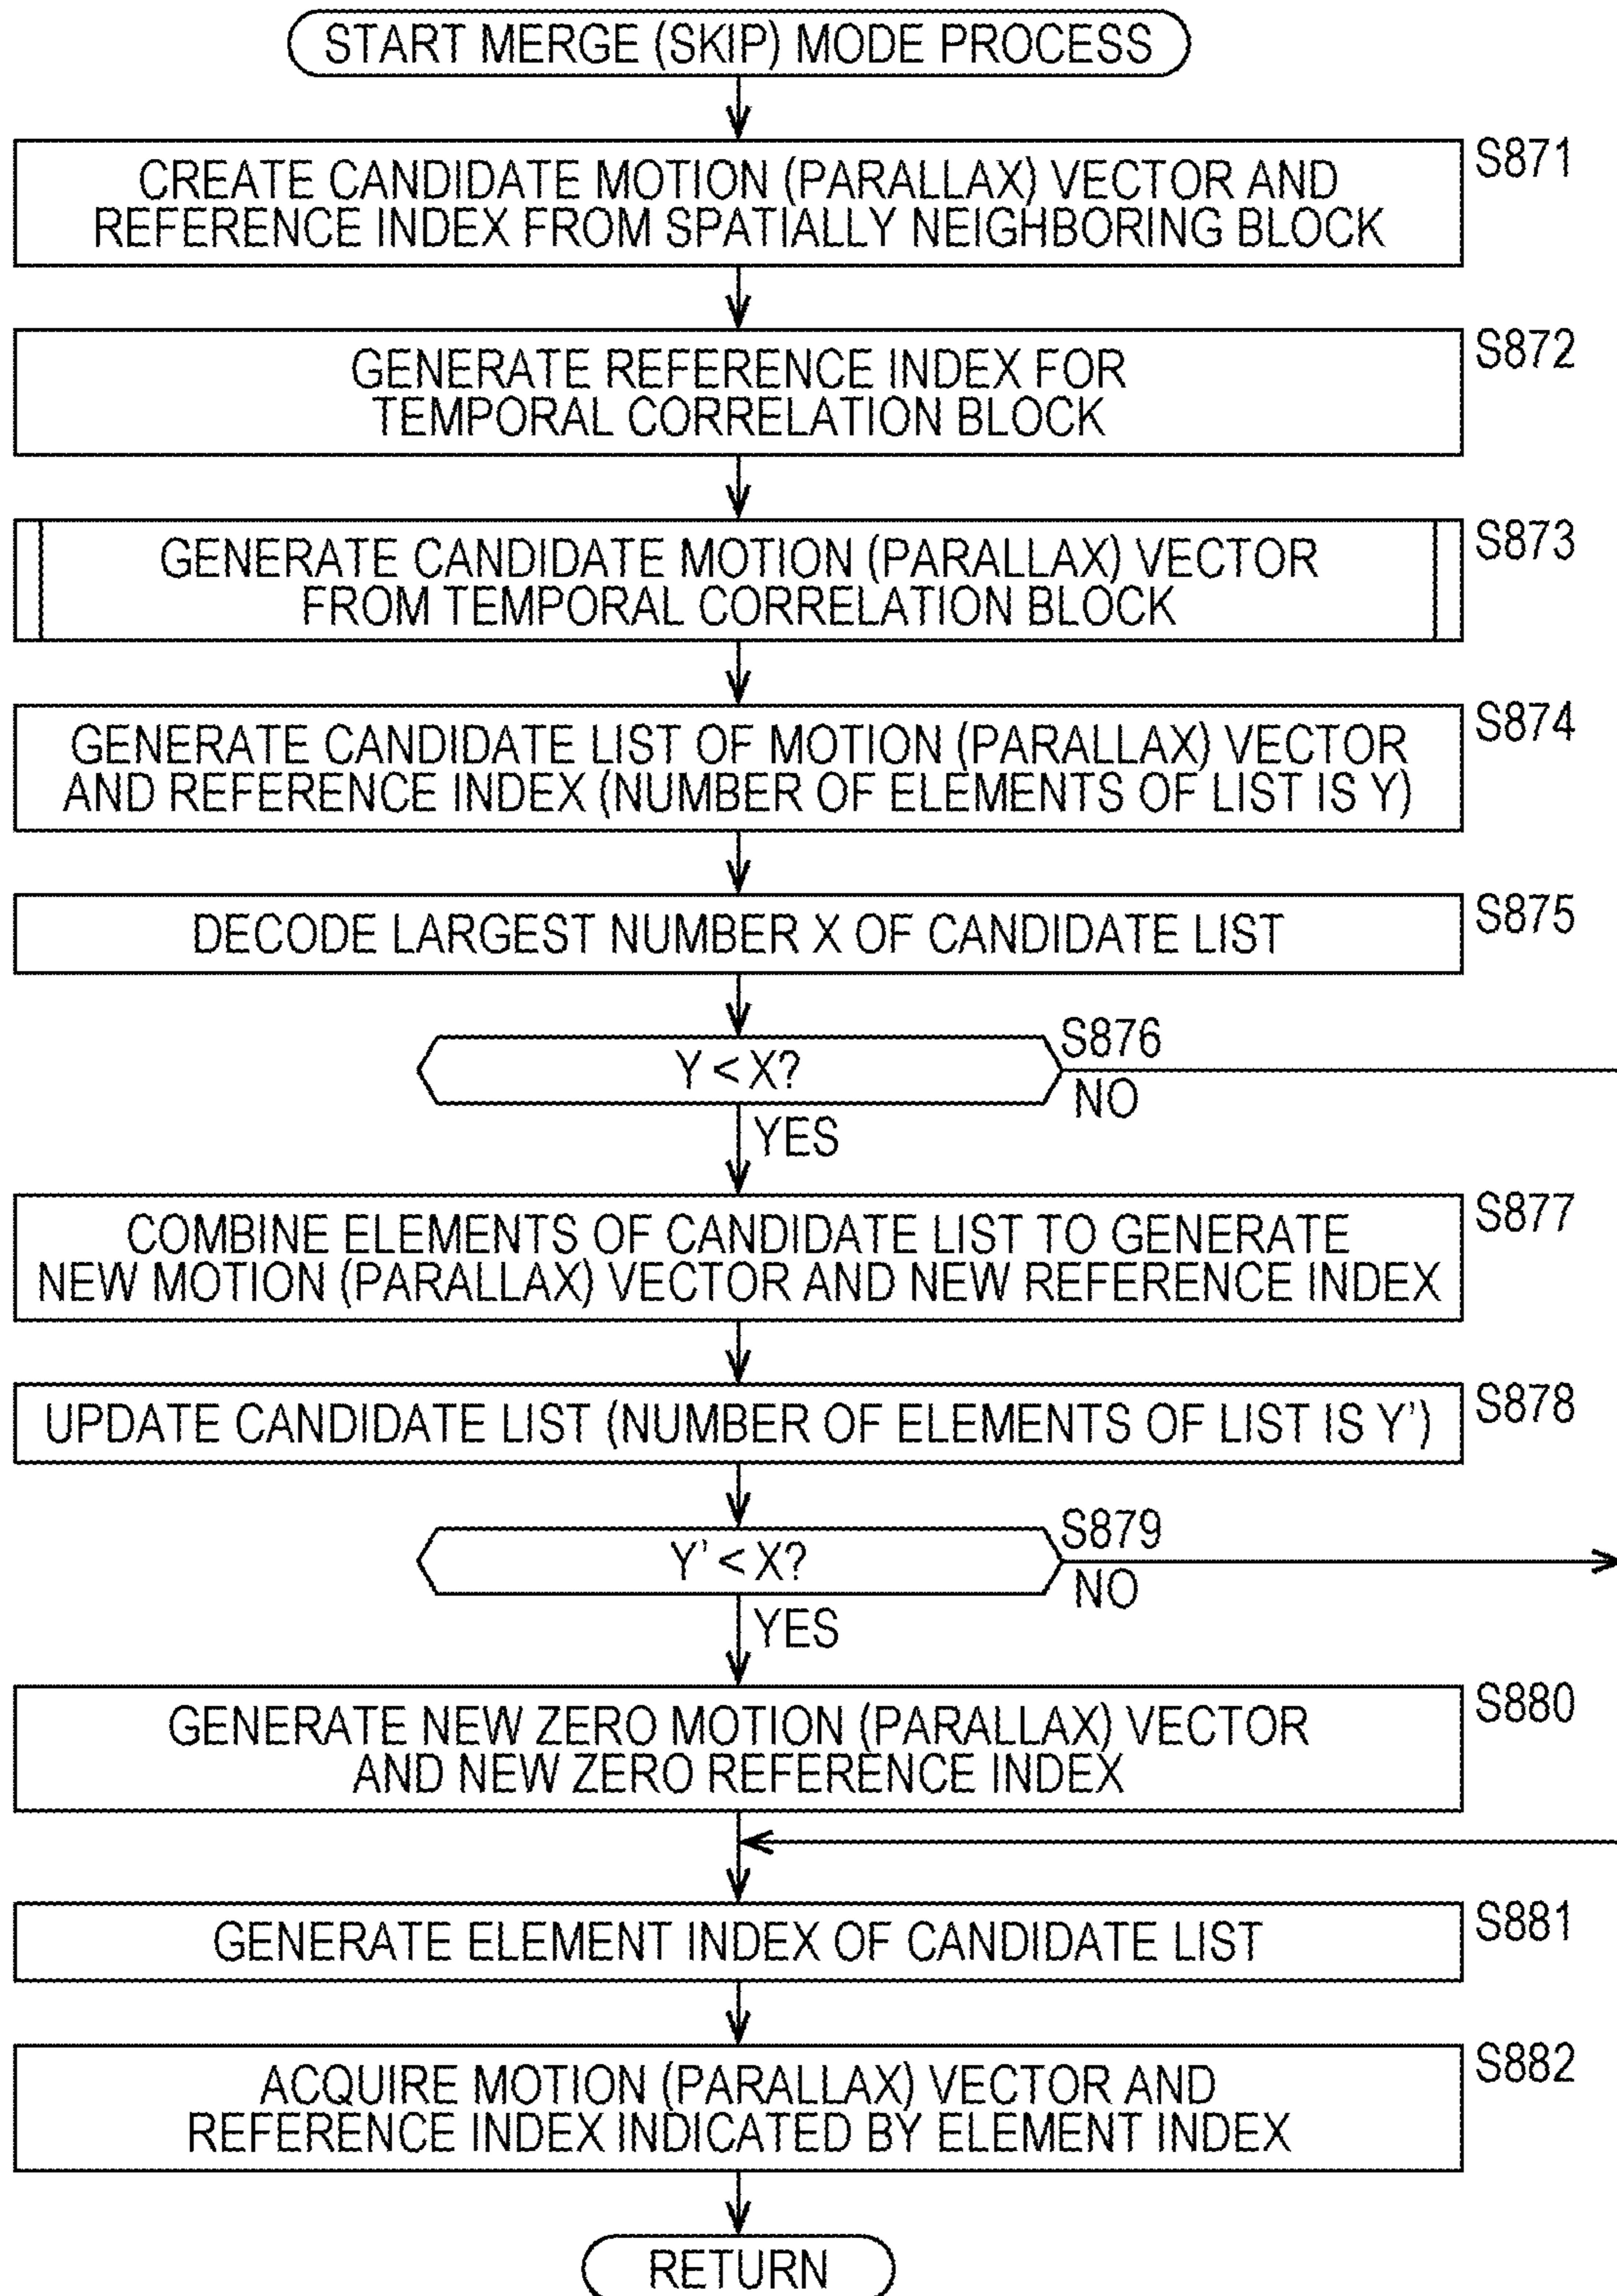 START MERGE (SKIP) MODE PROCESS
CREATE CANDIDATE MOTION (PARALLAX) VECTOR AND
REFERENCE INDEX FROM SPATIALLY NEIGHBORING BLOCK
S871
GENERATE REFERENCE INDEX FOR
TEMPORAL CORRELATION BLOCK
S872
GENERATE CANDIDATE MOTION (PARALLAX) VECTOR
FROM TEMPORAL CORRELATION BLOCK
S873
GENERATE CANDIDATE LIST OF MOTION (PARALLAX) VECTOR
AND REFERENCE INDEX (NUMBER OF ELEMENTS OF LIST IS Y)
S874
DECODE LARGEST NUMBER X OF CANDIDATE LIST
S875
Y < X?
S876
NO
YES
COMBINE ELEMENTS OF CANDIDATE LIST TO GENERATE
NEW MOTION (PARALLAX) VECTOR AND NEW REFERENCE INDEX
S877
UPDATE CANDIDATE LIST (NUMBER OF ELEMENTS OF LIST IS Y')
S878
Y' < X?
S879
NO
YES
GENERATE NEW ZERO MOTION (PARALLAX) VECTOR
AND NEW ZERO REFERENCE INDEX
S880
GENERATE ELEMENT INDEX OF CANDIDATE LIST
S881
ACQUIRE MOTION (PARALLAX) VECTOR AND
REFERENCE INDEX INDICATED BY ELEMENT INDEX
S882
RETURN